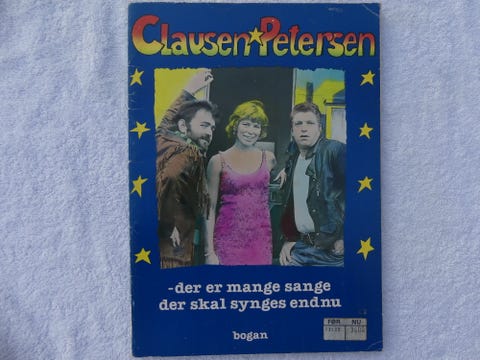 Clausen★Petersen
-der er mange sange
der skal synges endnu
FØR NU
bogan